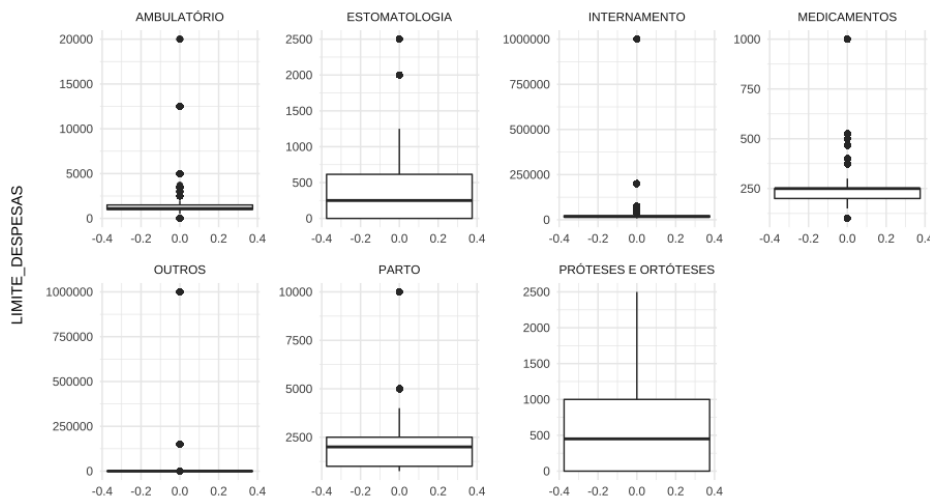 AMBULATÓRIO
20000
15000
10000
5000
0
-0.4 -0.2 0.0 0.2 0.4
ESTOMATOLOGIA
2500
2000
1500
1000
500
0
-0.4 -0.2 0.0 0.2 0.4
INTERNAMENTO
1000000
750000
500000
250000
0
-0.4 -0.2 0.0 0.2 0.4
MEDICAMENTOS
1000
750
500
250
-0.4 -0.2 0.0 0.2 0.4
LIMITE_DESPESAS
OUTROS
1000000
750000
500000
250000
0
-0.4 -0.2 0.0 0.2 0.4
PARTO
10000
7500
5000
2500
-0.4 -0.2 0.0 0.2 0.4
PRÓTESES E ORTÓTESES
2500
2000
1500
1000
500
0
-0.4 -0.2 0.0 0.2 0.4